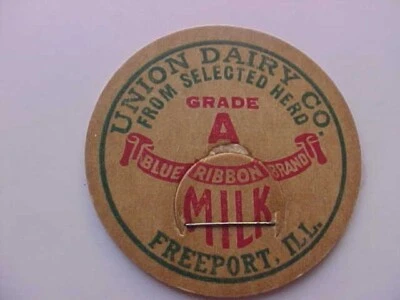 UNION DAIRY CO.
FROM SELECTED HERD
GRADE
A
BLUE RIBBON BRAND
MILK
FREEPORT, ILL.